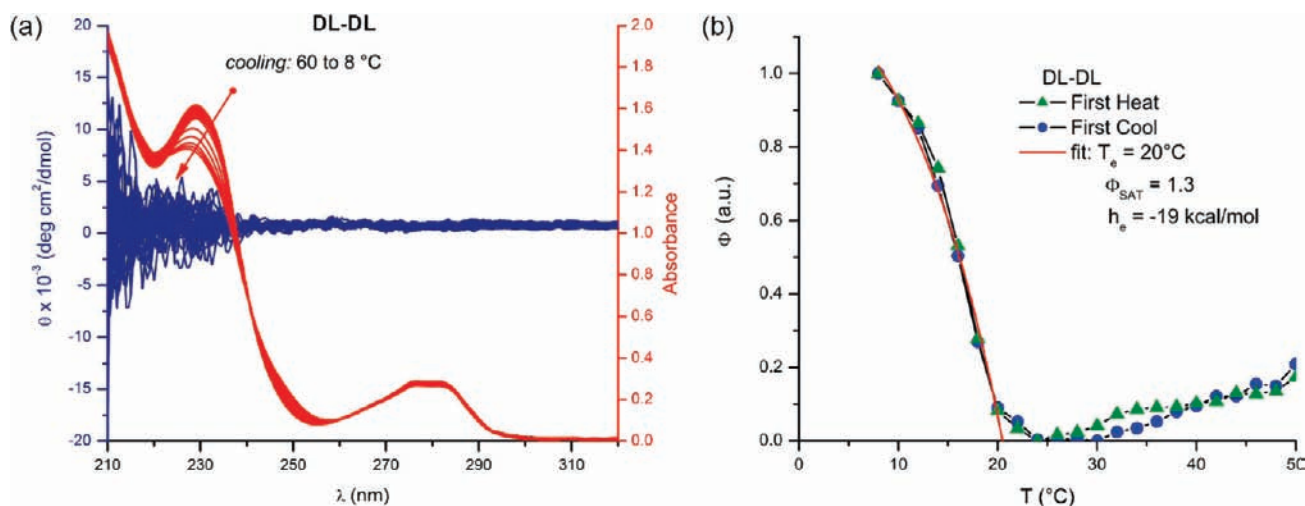 (a)
DL-DL
cooling: 60 to 8 °C
θ x 10⁻³ (deg cm²/dmol)
20
15
10
5
0
-5
-10
-15
-20
210
230
250
270
290
310
λ (nm)
2.0
1.8
1.6
1.4
1.2
1.0
0.8
0.6
0.4
0.2
0.0
Absorbance
(b)
DL-DL
First Heat
First Cool
fit: Tₑ = 20°C
Φ_SAT = 1.3
hₑ = -19 kcal/mol
Φ (a.u.)
1.0
0.8
0.6
0.4
0.2
0.0
0
10
20
30
40
50
T (°C)